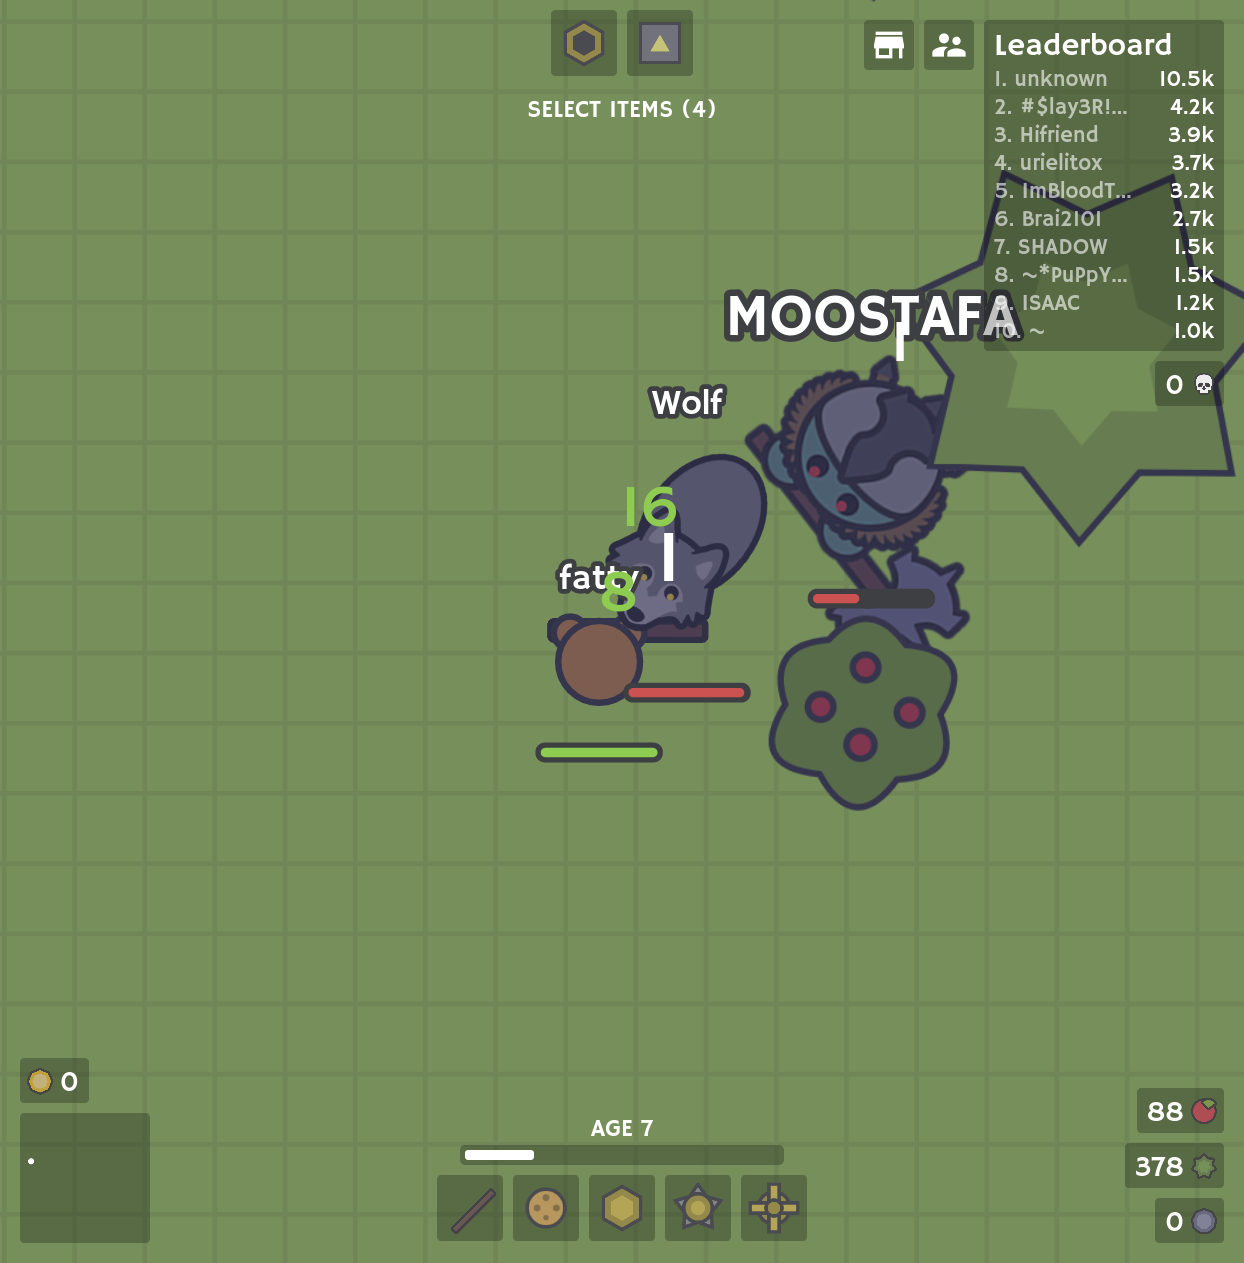 SELECT ITEMS (4)
Leaderboard
1. unknown 10.5k
2. #$lay3R!... 4.2k
3. Hifriend 3.9k
4. urielitox 3.7k
5. ImBloodT... 3.2k
6. Brai2101 2.7k
7. SHADOW 1.5k
8. ~*PuPpY... 1.5k
9. ISAAC 1.2k
10. ~ 1.0k
MOOSTAFA
0
Wolf
16
fatty
8
0
AGE 7
88
378
0